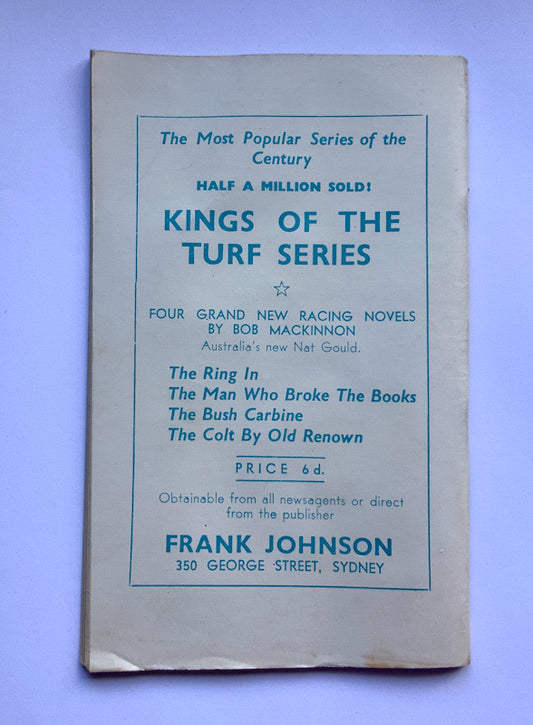 The Most Popular Series of the
Century
HALF A MILLION SOLD!
KINGS OF THE
TURF SERIES
FOUR GRAND NEW RACING NOVELS
BY BOB MACKINNON
Australia's new Nat Gould.
The Ring In
The Man Who Broke The Books
The Bush Carbine
The Colt By Old Renown
PRICE 6d.
Obtainable from all newsagents or direct
from the publisher
FRANK JOHNSON
350 GEORGE STREET, SYDNEY